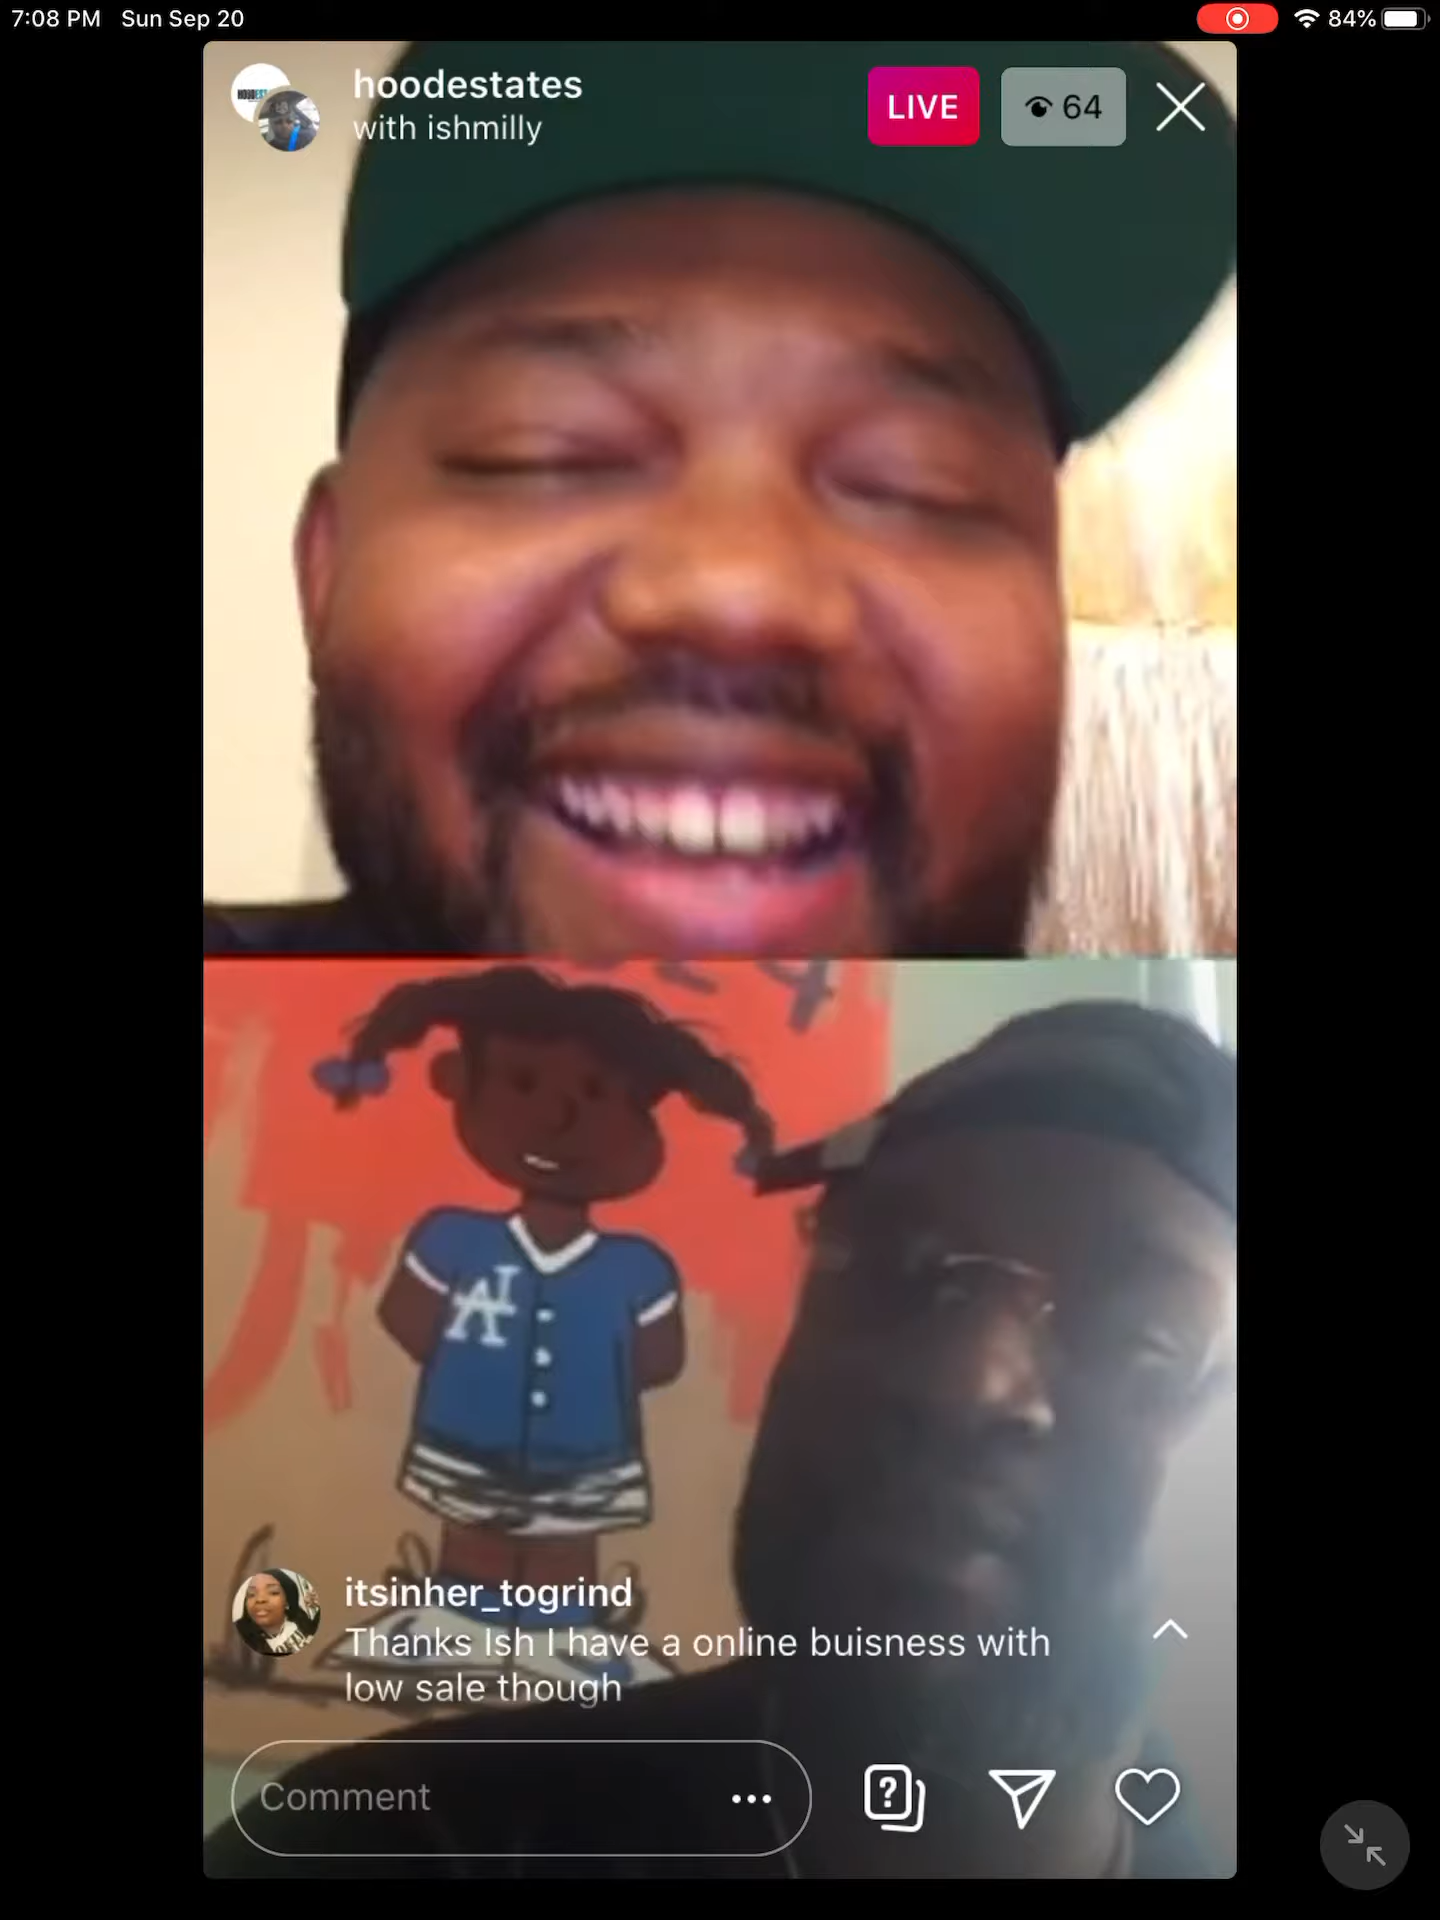 7:08 PM Sun Sep 20
84%
hoodestates
with ishmilly
LIVE
64
itsinher_togrind
Thanks Ish I have a online buisness with
low sale though
Comment